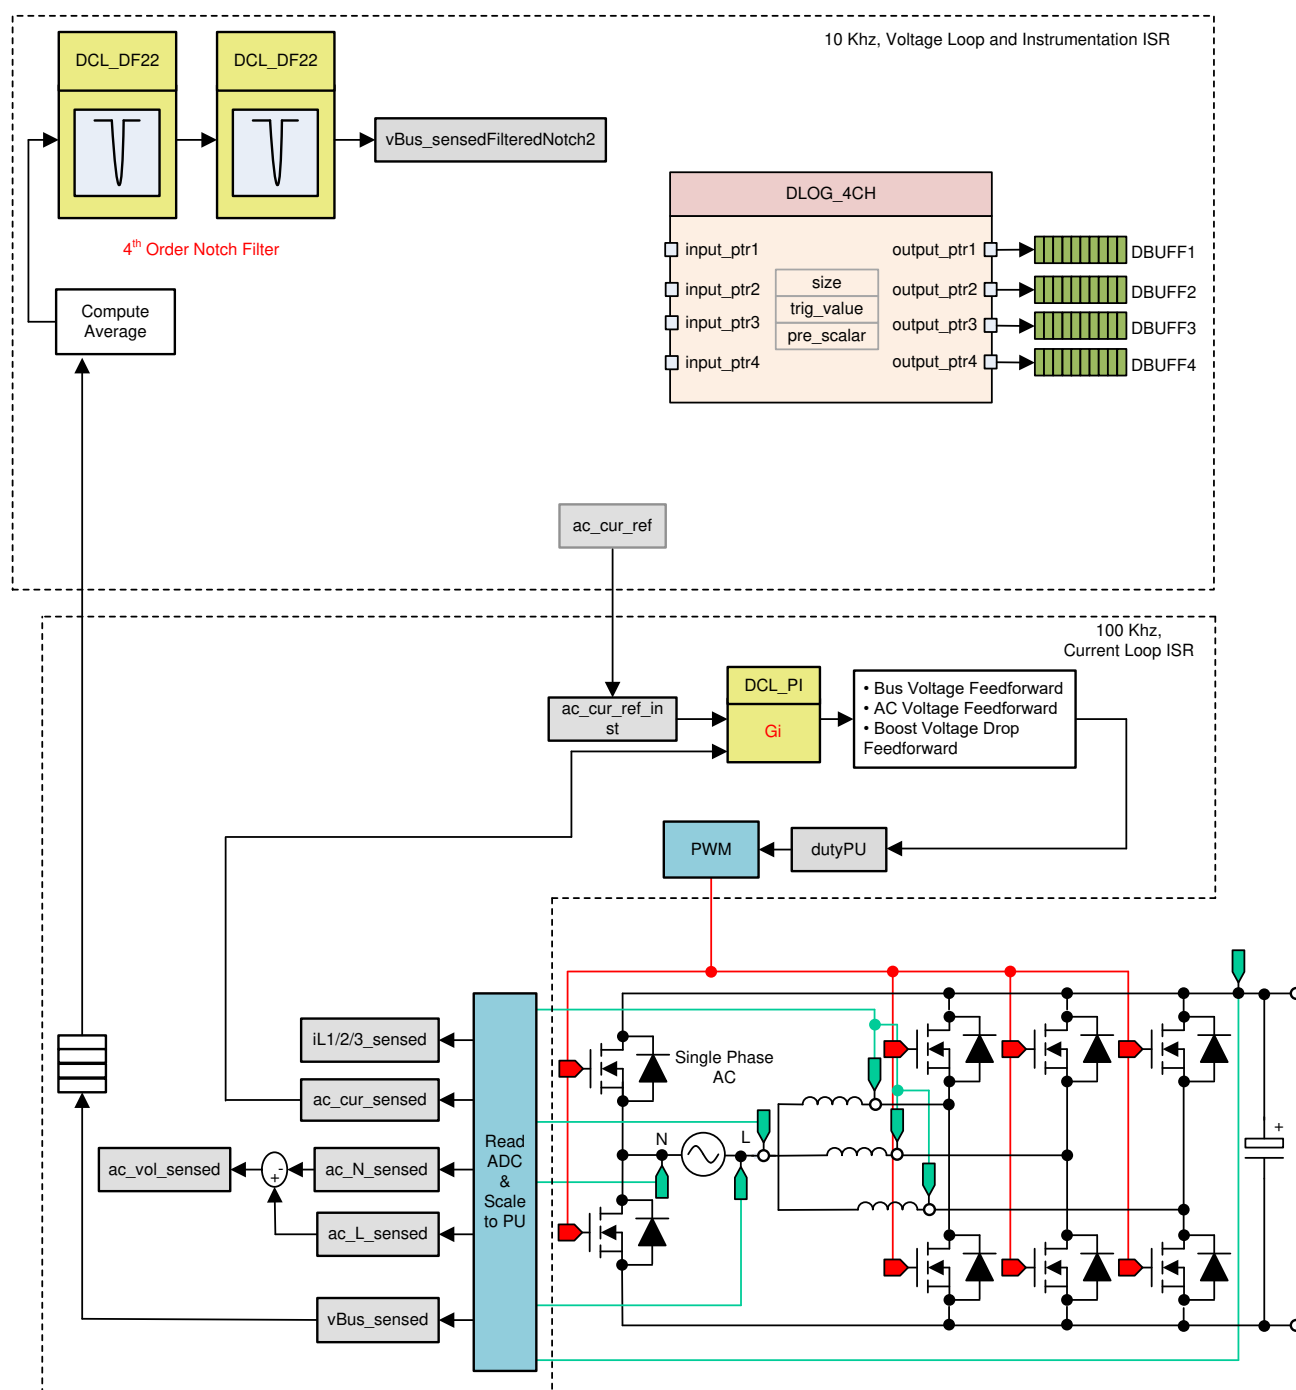 10 Khz, Voltage Loop and Instrumentation ISR
DCL_DF22
DCL_DF22
vBus_sensedFilteredNotch2
4th Order Notch Filter
Compute
Average
DLOG_4CH
input_ptr1
input_ptr2
input_ptr3
input_ptr4
size
trig_value
pre_scalar
output_ptr1
output_ptr2
output_ptr3
output_ptr4
DBUFF1
DBUFF2
DBUFF3
DBUFF4
ac_cur_ref
100 Khz,
Current Loop ISR
ac_cur_ref_in
st
DCL_PI
Gi
• Bus Voltage Feedforward
• AC Voltage Feedforward
• Boost Voltage Drop
Feedforward
PWM
dutyPU
iL1/2/3_sensed
ac_cur_sensed
ac_vol_sensed
-
+
ac_N_sensed
ac_L_sensed
vBus_sensed
Read
ADC
&
Scale
to PU
Single Phase
AC
N
L
+